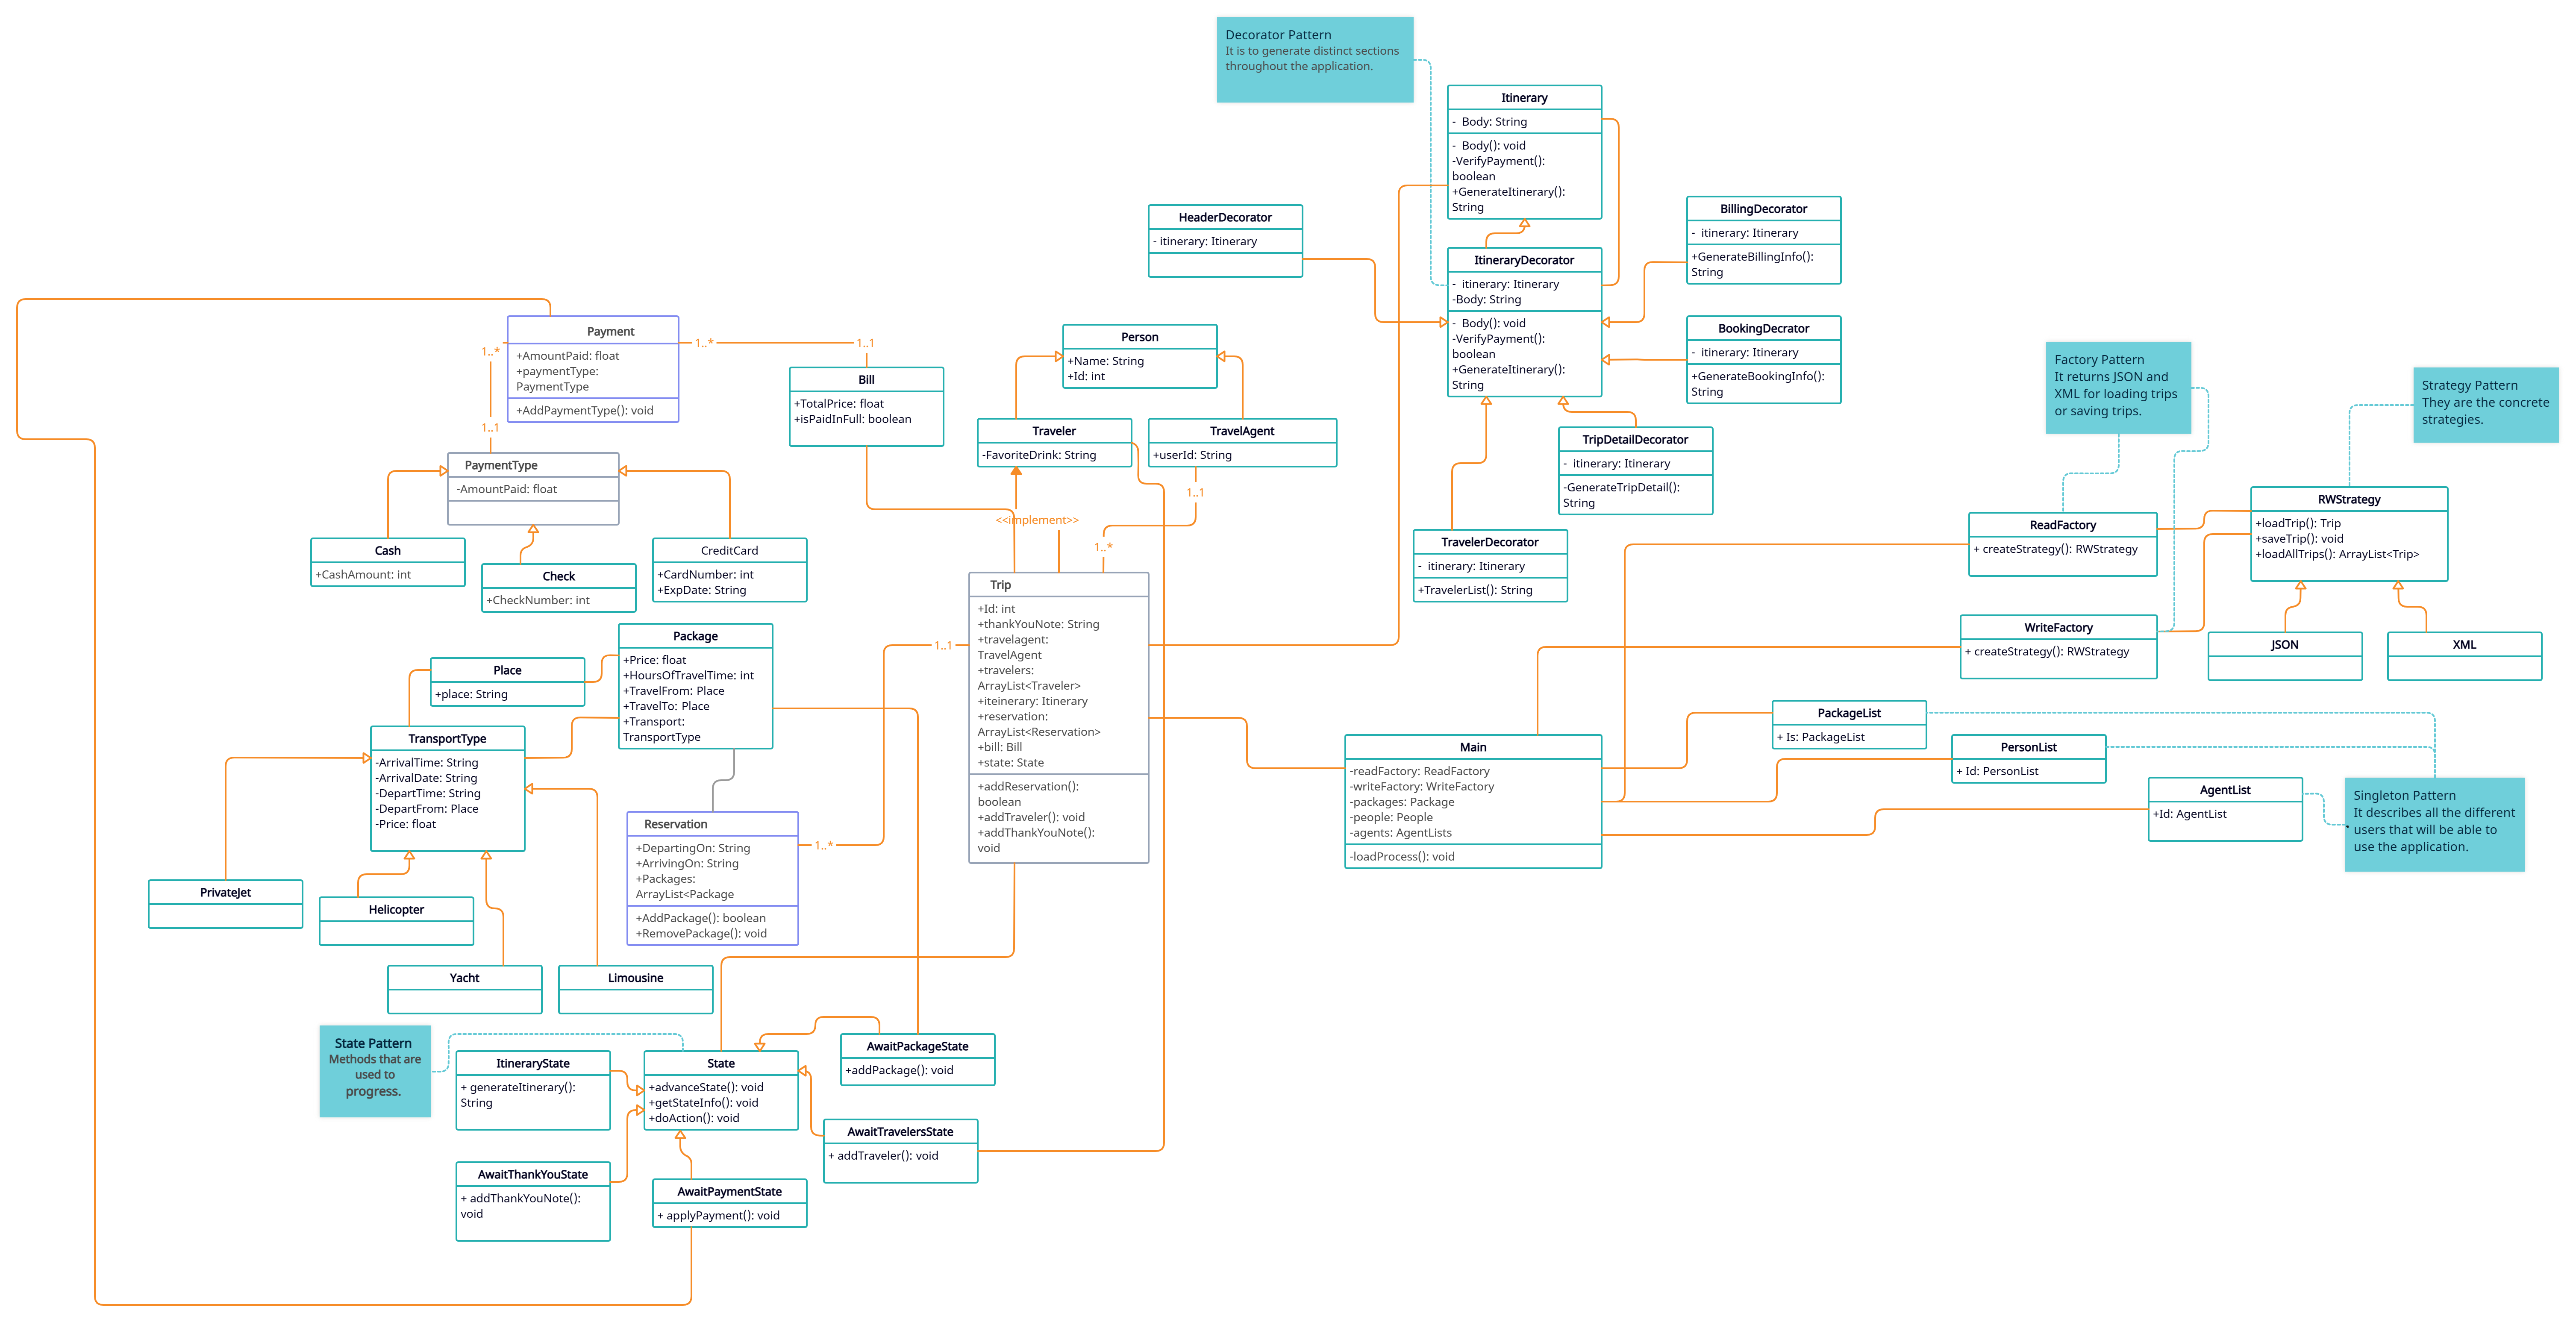 Decorator Pattern
It is to generate distinct sections
throughout the application.
Itinerary
-  Body: String
-  Body(): void
-VerifyPayment():
boolean
+GenerateItinerary():
String
HeaderDecorator
- itinerary: Itinerary
BillingDecorator
-  itinerary: Itinerary
+GenerateBillingInfo():
String
ItineraryDecorator
-  itinerary: Itinerary
-Body: String
-  Body(): void
-VerifyPayment():
boolean
+GenerateItinerary():
String
BookingDecrator
-  itinerary: Itinerary
+GenerateBookingInfo():
String
TripDetailDecorator
-  itinerary: Itinerary
-GenerateTripDetail():
String
TravelerDecorator
-  itinerary: Itinerary
+TravelerList(): String
Payment
+AmountPaid: float
+paymentType:
PaymentType
+AddPaymentType(): void
1..*
1..1
1..*
1..1
Bill
+TotalPrice: float
+isPaidInFull: boolean
Person
+Name: String
+Id: int
Traveler
-FavoriteDrink: String
TravelAgent
+userId: String
1..1
<<implement>>
1..*
PaymentType
-AmountPaid: float
Cash
+CashAmount: int
Check
+CheckNumber: int
CreditCard
+CardNumber: int
+ExpDate: String
Factory Pattern
It returns JSON and
XML for loading trips
or saving trips.
Strategy Pattern
They are the concrete
strategies.
RWStrategy
+loadTrip(): Trip
+saveTrip(): void
+loadAllTrips(): ArrayList<Trip>
ReadFactory
+ createStrategy(): RWStrategy
WriteFactory
+ createStrategy(): RWStrategy
JSON
XML
Package
+Price: float
+HoursOfTravelTime: int
+TravelFrom: Place
+TravelTo: Place
+Transport:
TransportType
Place
+place: String
TransportType
-ArrivalTime: String
-ArrivalDate: String
-DepartTime: String
-DepartFrom: Place
-Price: float
PrivateJet
Helicopter
Yacht
Limousine
Reservation
+DepartingOn: String
+ArrivingOn: String
+Packages:
ArrayList<Package
+AddPackage(): boolean
+RemovePackage(): void
1..*
1..1
Trip
+Id: int
+thankYouNote: String
+travelagent:
TravelAgent
+travelers:
ArrayList<Traveler>
+iteinerary: Itinerary
+reservation:
ArrayList<Reservation>
+bill: Bill
+state: State
+addReservation():
boolean
+addTraveler(): void
+addThankYouNote():
void
Main
-readFactory: ReadFactory
-writeFactory: WriteFactory
-packages: Package
-people: People
-agents: AgentLists
-loadProcess(): void
PackageList
+ Is: PackageList
PersonList
+ Id: PersonList
AgentList
+Id: AgentList
Singleton Pattern
It describes all the different
users that will be able to
use the application.
State Pattern
Methods that are
used to
progress.
ItineraryState
+ generateItinerary():
String
State
+advanceState(): void
+getStateInfo(): void
+doAction(): void
AwaitPackageState
+addPackage(): void
AwaitTravelersState
+ addTraveler(): void
AwaitThankYouState
+ addThankYouNote():
void
AwaitPaymentState
+ applyPayment(): void